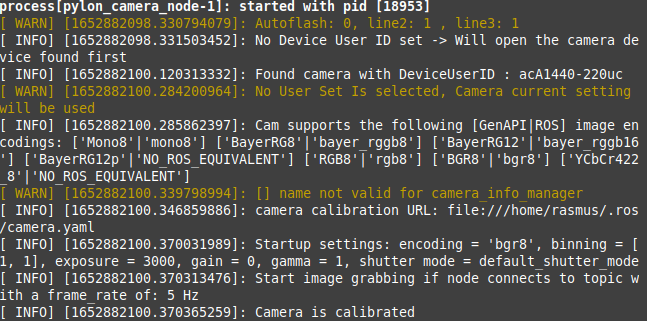 process[pylon_camera_node-1]: started with pid [18953]
[ WARN] [1652882098.330794079]: Autoflash: 0, line2: 1 , line3: 1
[ INFO] [1652882098.331503452]: No Device User ID set -> Will open the camera de
vice found first
[ INFO] [1652882100.120313332]: Found camera with DeviceUserID : acA1440-220uc
[ WARN] [1652882100.284200964]: No User Set Is selected, Camera current setting
will be used
[ INFO] [1652882100.285862397]: Cam supports the following [GenAPI|ROS] image en
codings: ['Mono8'|'mono8'] ['BayerRG8'|'bayer_rggb8'] ['BayerRG12'|'bayer_rggb16
'] ['BayerRG12p'|'NO_ROS_EQUIVALENT'] ['RGB8'|'rgb8'] ['BGR8'|'bgr8'] ['YCbCr422
_8'|'NO_ROS_EQUIVALENT']
[ WARN] [1652882100.339798994]: [] name not valid for camera_info_manager
[ INFO] [1652882100.346859886]: camera calibration URL: file:///home/rasmus/.ros
/camera.yaml
[ INFO] [1652882100.370031989]: Startup settings: encoding = 'bgr8', binning = [
1, 1], exposure = 3000, gain = 0, gamma = 1, shutter mode = default_shutter_mode
[ INFO] [1652882100.370313476]: Start image grabbing if node connects to topic w
ith a frame_rate of: 5 Hz
[ INFO] [1652882100.370365259]: Camera is calibrated